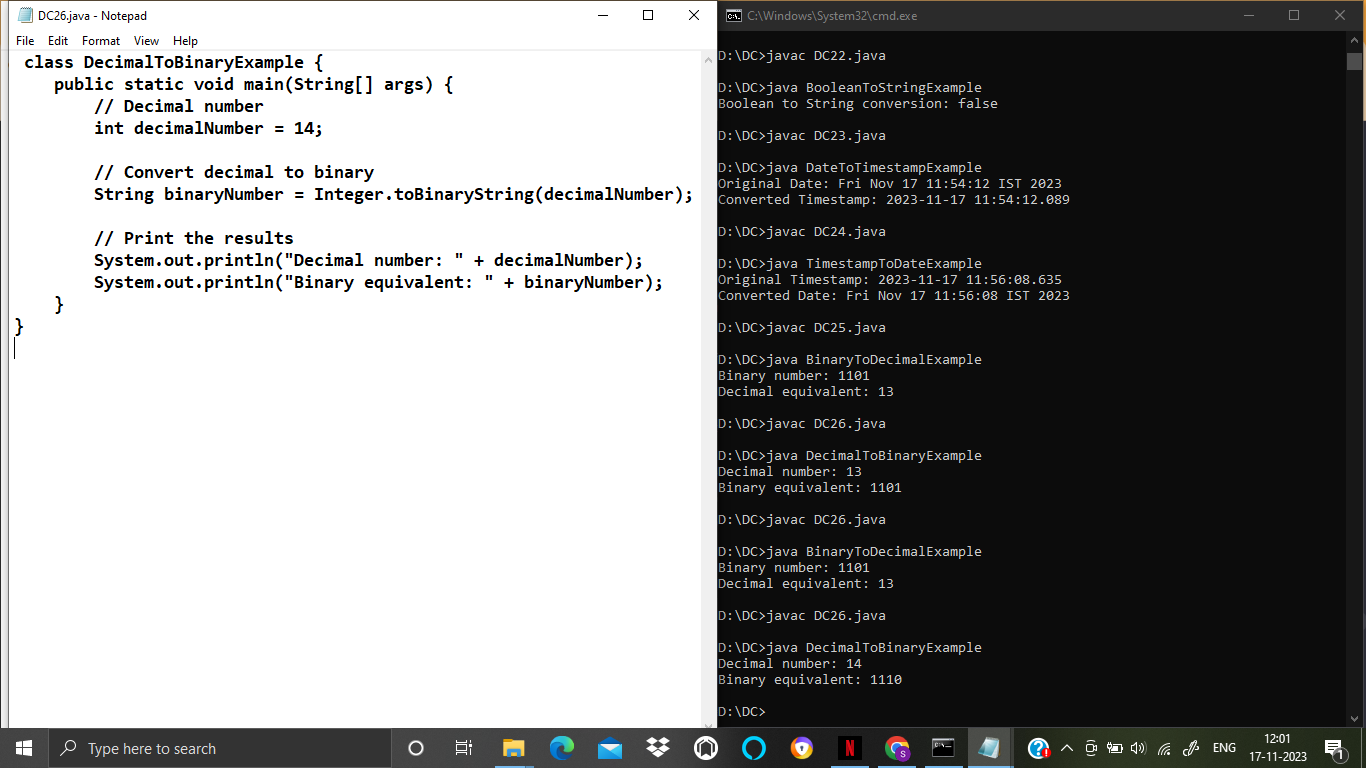 DC26.java - Notepad
File Edit Format View Help
class DecimalToBinaryExample {
public static void main(String[] args) {
// Decimal number
int decimalNumber = 14;
// Convert decimal to binary
String binaryNumber = Integer.toBinaryString(decimalNumber);
// Print the results
System.out.println("Decimal number: " + decimalNumber);
System.out.println("Binary equivalent: " + binaryNumber);
}
}
C:\Windows\System32\cmd.exe
D:\DC>javac DC22.java
D:\DC>java BooleanToStringExample
Boolean to String conversion: false
D:\DC>javac DC23.java
D:\DC>java DateToTimestampExample
Original Date: Fri Nov 17 11:54:12 IST 2023
Converted Timestamp: 2023-11-17 11:54:12.089
D:\DC>javac DC24.java
D:\DC>java TimestampToDateExample
Original Timestamp: 2023-11-17 11:56:08.635
Converted Date: Fri Nov 17 11:56:08 IST 2023
D:\DC>javac DC25.java
D:\DC>java BinaryToDecimalExample
Binary number: 1101
Decimal equivalent: 13
D:\DC>javac DC26.java
D:\DC>java DecimalToBinaryExample
Decimal number: 13
Binary equivalent: 1101
D:\DC>javac DC26.java
D:\DC>java BinaryToDecimalExample
Binary number: 1101
Decimal equivalent: 13
D:\DC>javac DC26.java
D:\DC>java DecimalToBinaryExample
Decimal number: 14
Binary equivalent: 1110
D:\DC>
Type here to search
ENG
12:01
17-11-2023
1